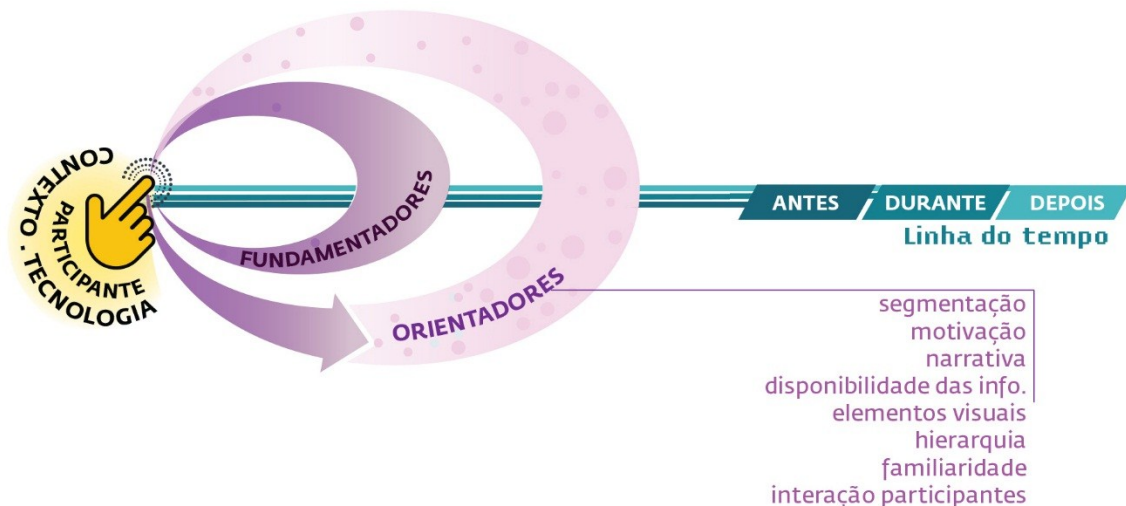 CONTEXTO . TECNOLOGIA
PARTICIPANTE
FUNDAMENTADORES
ORIENTADORES
ANTES DURANTE DEPOIS
Linha do tempo
segmentação
motivação
narrativa
disponibilidade das info.
elementos visuais
hierarquia
familiaridade
interação participantes